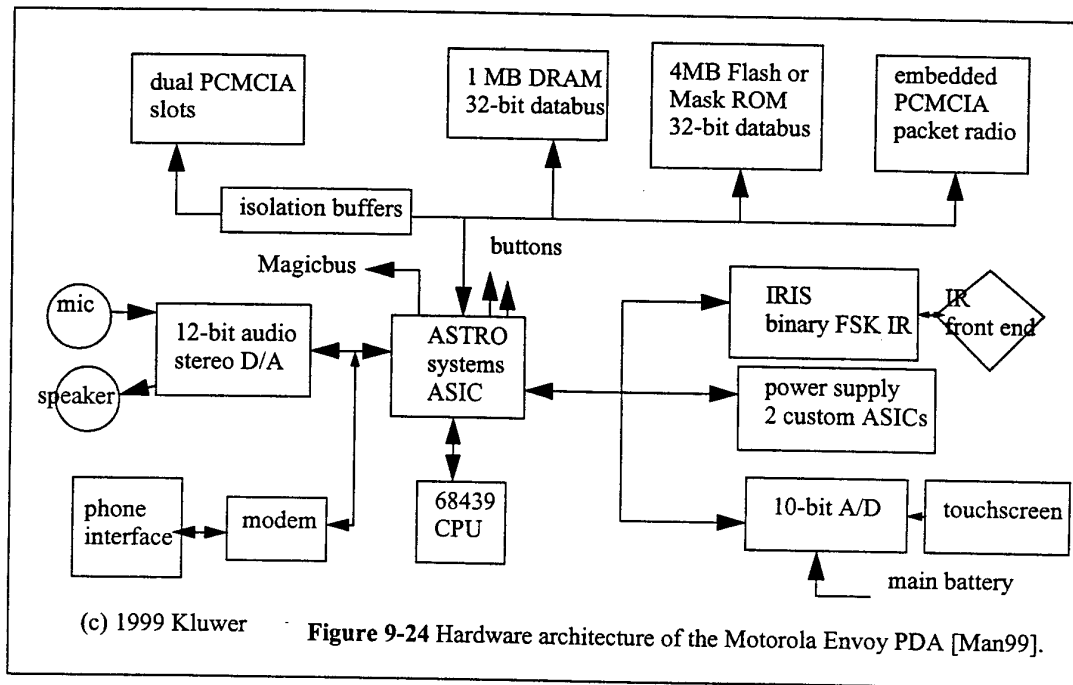 dual PCMCIA
slots
1 MB DRAM
32-bit databus
4MB Flash or
Mask ROM
32-bit databus
embedded
PCMCIA
packet radio
isolation buffers
buttons
Magicbus
mic
12-bit audio
stereo D/A
speaker
ASTRO
systems
ASIC
IRIS
binary FSK IR
IR
front end
power supply
2 custom ASICs
phone
interface
modem
68439
CPU
10-bit A/D
touchscreen
main battery
(c) 1999 Kluwer
Figure 9-24 Hardware architecture of the Motorola Envoy PDA [Man99].